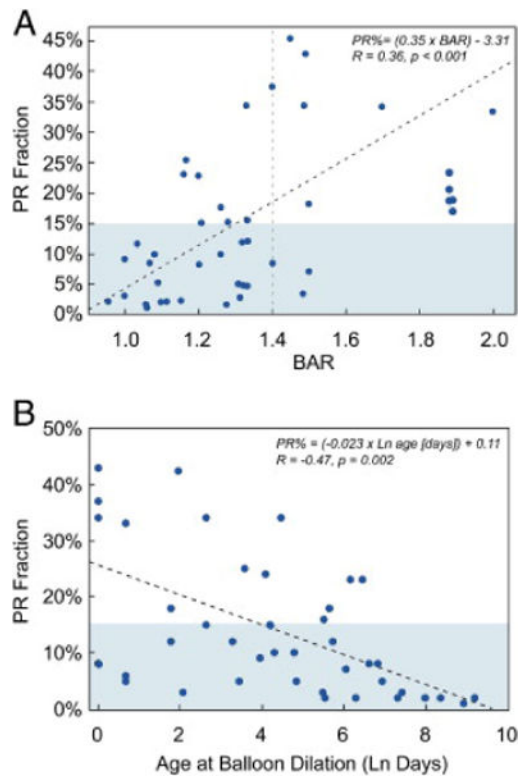 A
PR%= (0.35 x BAR) - 3.31
R = 0.36, p < 0.001
PR Fraction
45%
40%
35%
30%
25%
20%
15%
10%
5%
0%
1.0 1.2 1.4 1.6 1.8 2.0
BAR
B
PR% = (-0.023 x Ln age [days]) + 0.11
R = -0.47, p = 0.002
PR Fraction
50%
40%
30%
20%
10%
0%
0 2 4 6 8 10
Age at Balloon Dilation (Ln Days)